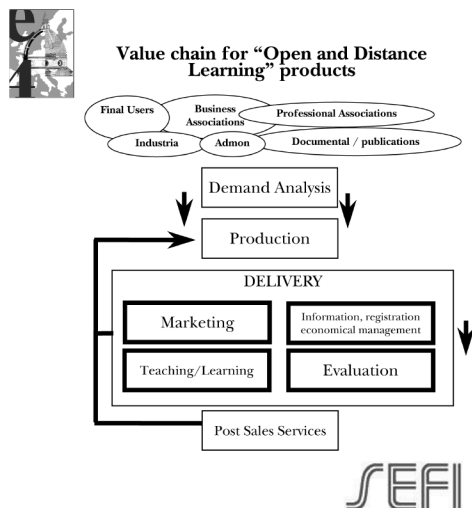 Value chain for “Open and Distance
Learning” products
Final Users
Business
Associations
Professional Associations
Industria
Admon
Documental / publications
Demand Analysis
Production
DELIVERY
Marketing
Information, registration
economical management
Teaching/Learning
Evaluation
Post Sales Services
SEFI